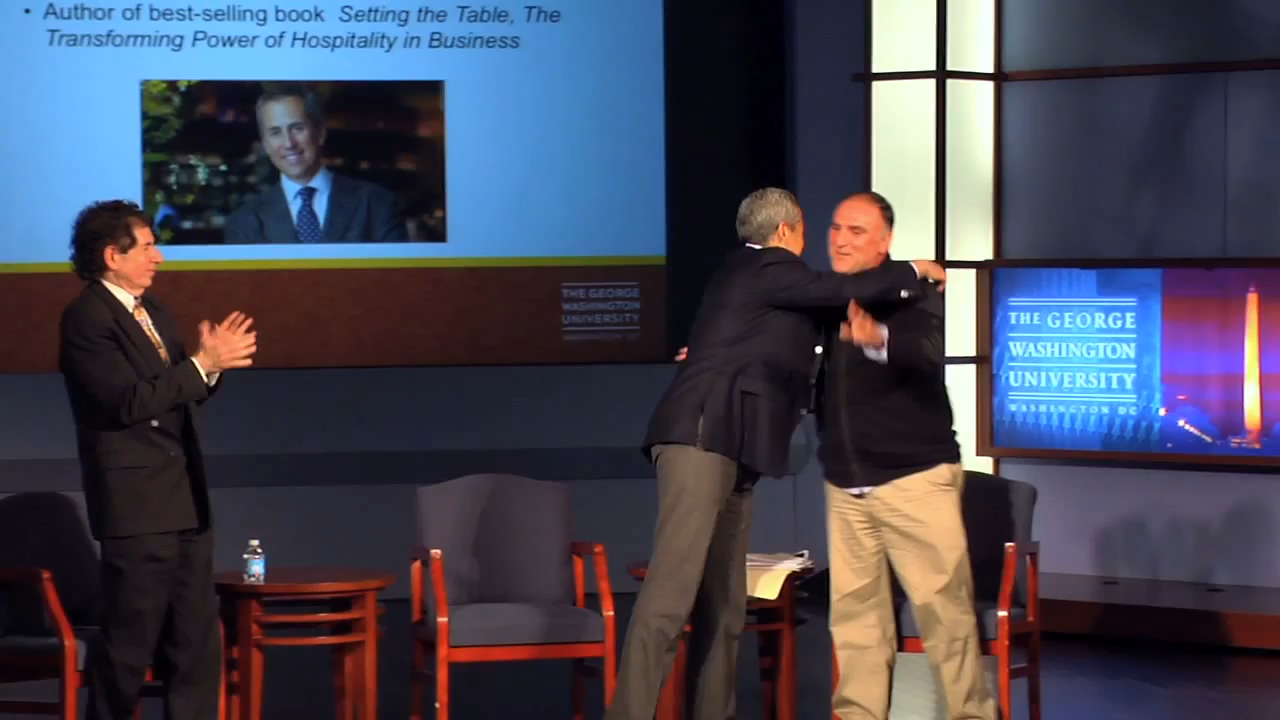 • Author of best-selling book Setting the Table, The
Transforming Power of Hospitality in Business
THE GEORGE
WASHINGTON
UNIVERSITY
THE GEORGE
WASHINGTON
UNIVERSITY
WASHINGTON DC